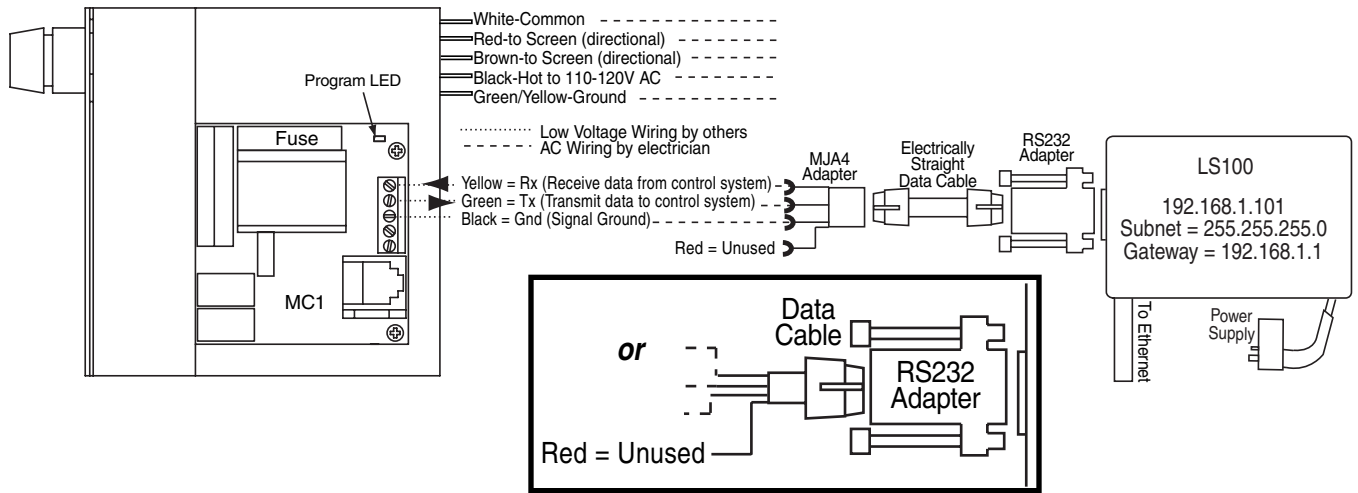 White-Common
Red-to Screen (directional)
Brown-to Screen (directional)
Black-Hot to 110-120V AC
Green/Yellow-Ground
Program LED
Fuse
MC1
Low Voltage Wiring by others
AC Wiring by electrician
Yellow = Rx (Receive data from control system)
Green = Tx (Transmit data to control system)
Black = Gnd (Signal Ground)
Red = Unused
MJA4
Adapter
Electrically
Straight
Data Cable
RS232
Adapter
LS100
192.168.1.101
Subnet = 255.255.255.0
Gateway = 192.168.1.1
To Ethernet
Power
Supply
or
Data
Cable
RS232
Adapter
Red = Unused